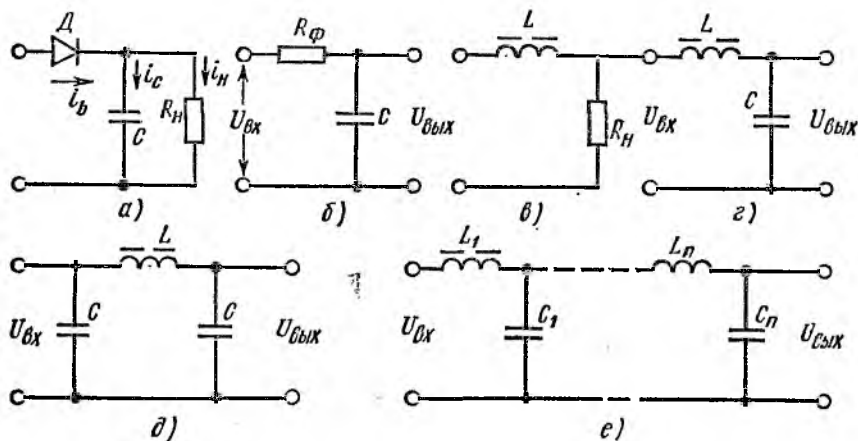 Д
i_b
i_c
i_н
C
R_н
а)
R_ф
U_вх
C
U_вых
б)
L
R_н
в)
L
U_вх
C
U_вых
г)
L
U_вх
C
C
U_вых
д)
L_1
L_n
U_вх
C_1
C_n
U_вых
е)